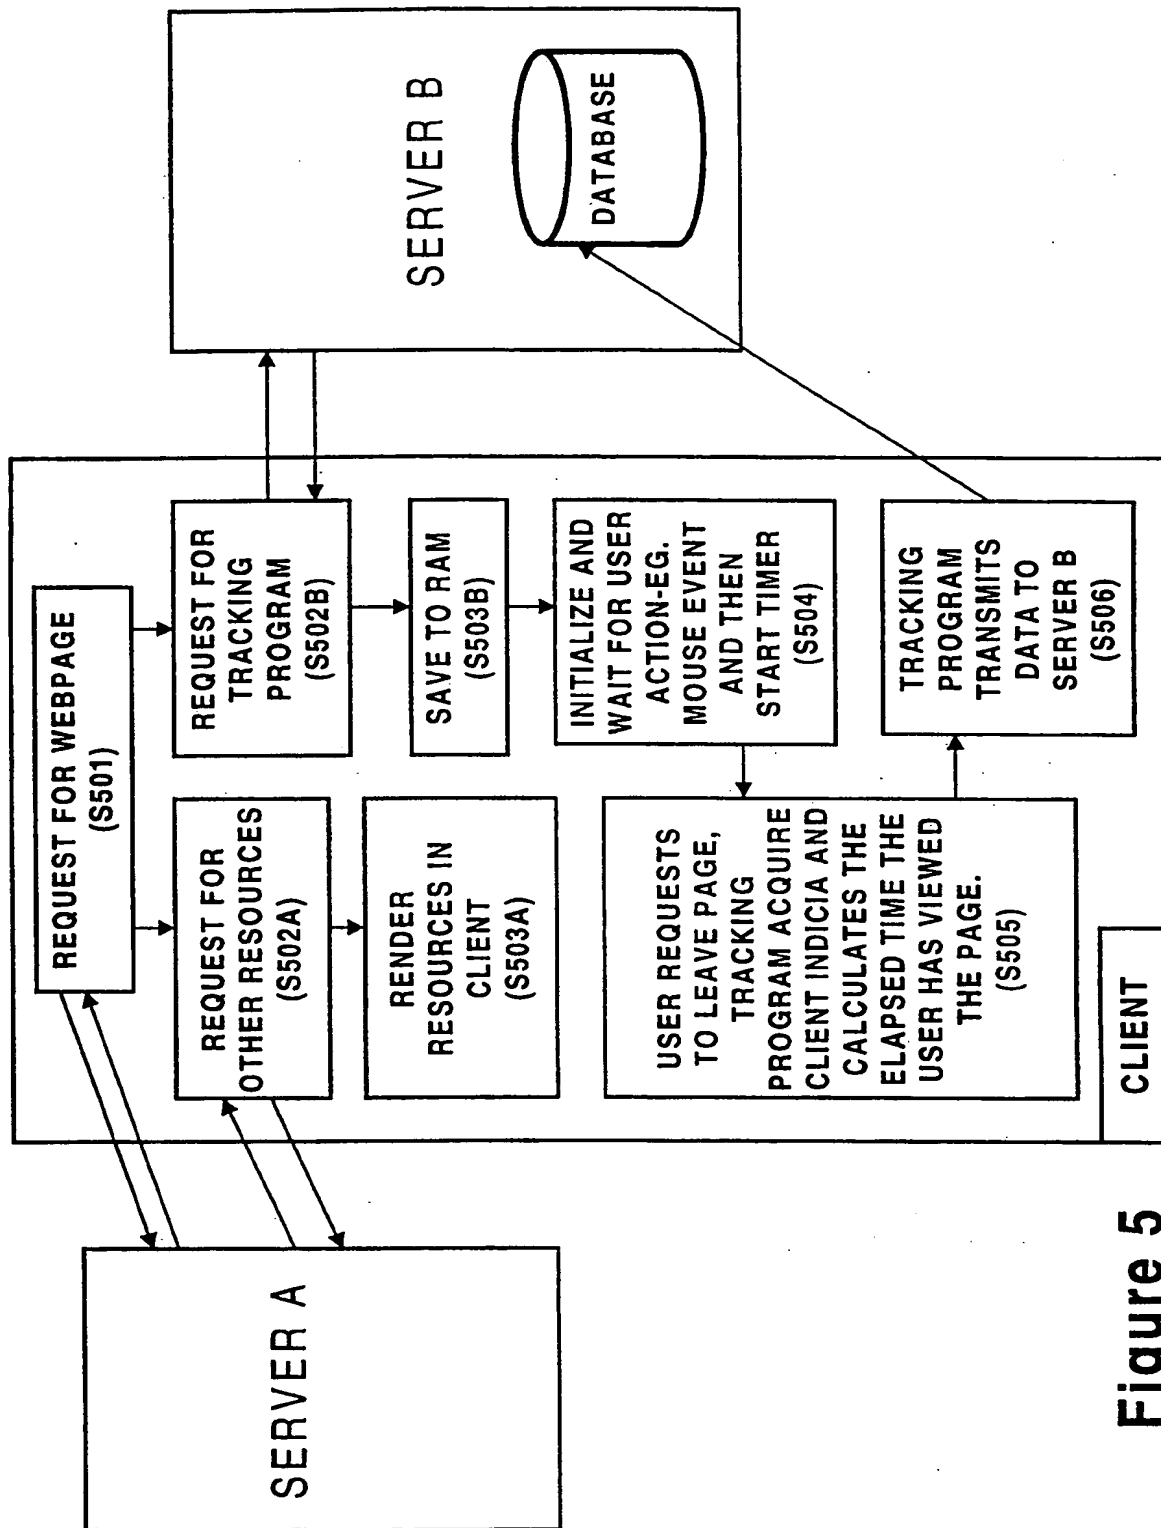 SERVER A
REQUEST FOR WEBPAGE
(S501)
REQUEST FOR
OTHER RESOURCES
(S502A)
RENDER
RESOURCES IN
CLIENT
(S503A)
REQUEST FOR
TRACKING
PROGRAM
(S502B)
SAVE TO RAM
(S503B)
INITIALIZE AND
WAIT FOR USER
ACTION-EG.
MOUSE EVENT
AND THEN
START TIMER
(S504)
USER REQUESTS
TO LEAVE PAGE,
TRACKING
PROGRAM ACQUIRE
CLIENT INDICIA AND
CALCULATES THE
ELAPSED TIME THE
USER HAS VIEWED
THE PAGE.
(S505)
TRACKING
PROGRAM
TRANSMITS
DATA TO
SERVER B
(S506)
CLIENT
SERVER B
DATABASE
Figure 5